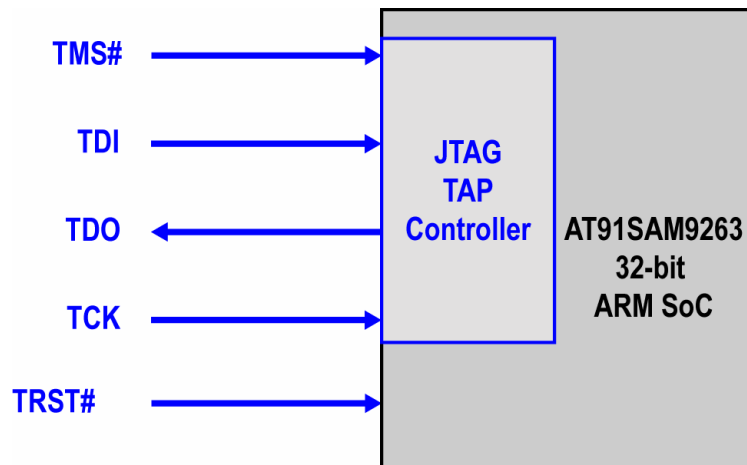 TMS#
TDI
TDO
TCK
TRST#
JTAG
TAP
Controller
AT91SAM9263
32-bit
ARM SoC